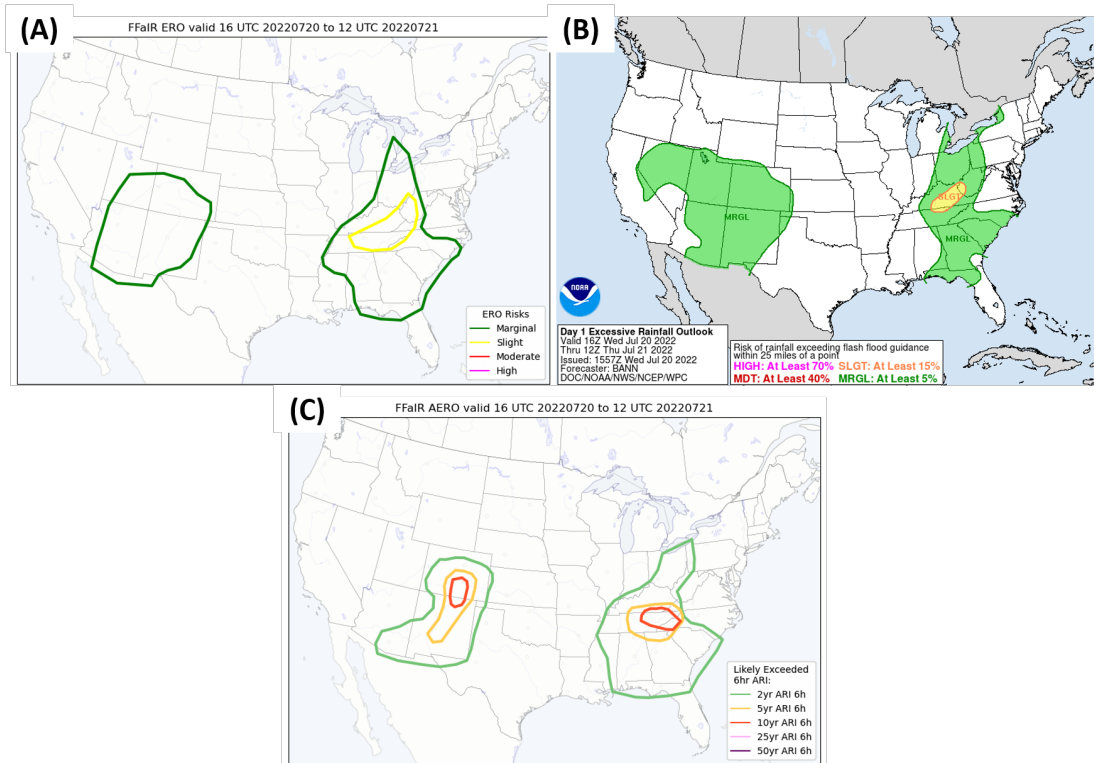 (A)
FFaIR ERO valid 16 UTC 20220720 to 12 UTC 20220721
ERO Risks
Marginal
Slight
Moderate
High
(B)
MRGL
SLGT
MRGL
NOAA
Day 1 Excessive Rainfall Outlook
Valid 16Z Wed Jul 20 2022
Thru 12Z Thu Jul 21 2022
Issued: 1557Z Wed Jul 20 2022
Forecaster: BANN
DOC/NOAA/NWS/NCEP/WPC
Risk of rainfall exceeding flash flood guidance
within 25 miles of a point
HIGH: At Least 70% SLGT: At Least 15%
MDT: At Least 40% MRGL: At Least 5%
(C)
FFaIR AERO valid 16 UTC 20220720 to 12 UTC 20220721
Likely Exceeded
6hr ARI:
2yr ARI 6h
5yr ARI 6h
10yr ARI 6h
25yr ARI 6h
50yr ARI 6h